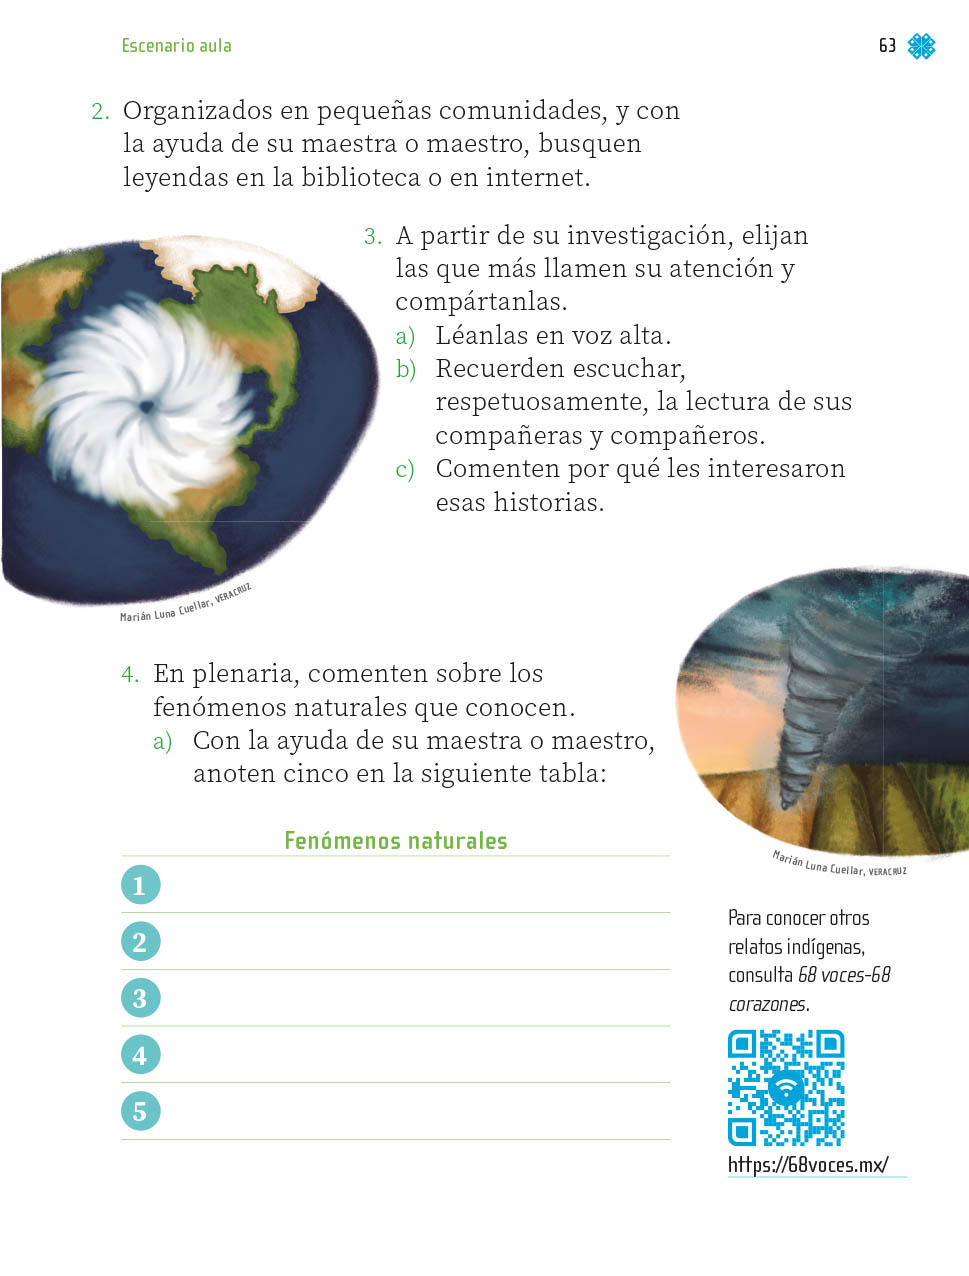 Escenario aula
63
2. Organizados en pequeñas comunidades, y con
la ayuda de su maestra o maestro, busquen
leyendas en la biblioteca o en internet.
3. A partir de su investigación, elijan
las que más llamen su atención y
compártanlas.
a) Léanlas en voz alta.
b) Recuerden escuchar,
respetuosamente, la lectura de sus
compañeras y compañeros.
c) Comenten por qué les interesaron
esas historias.
Marián Luna Cuellar, VERACRUZ
4. En plenaria, comenten sobre los
fenómenos naturales que conocen.
a) Con la ayuda de su maestra o maestro,
anoten cinco en la siguiente tabla:
Marián Luna Cuellar, VERACRUZ
Fenómenos naturales
1
2
3
4
5
Para conocer otros
relatos indígenas,
consulta 68 voces-68
corazones.
https://68voces.mx/